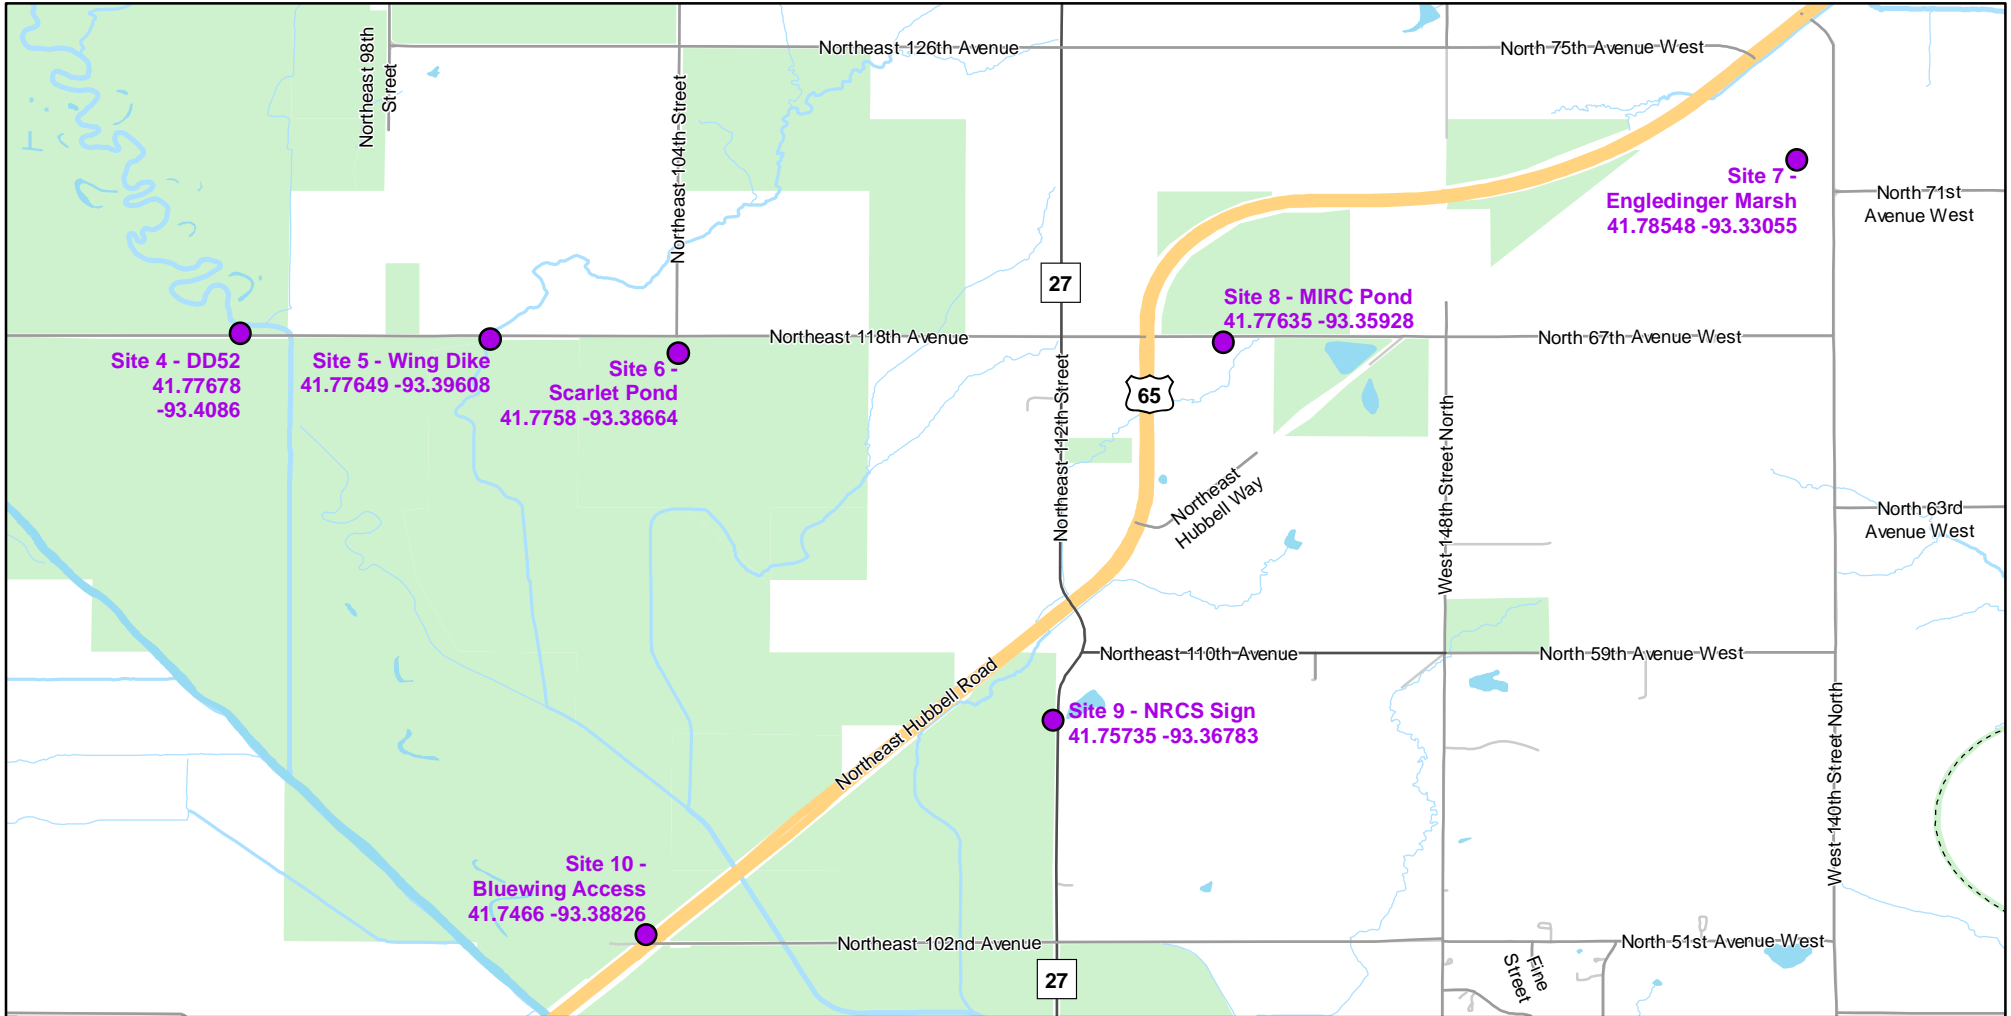 Northeast 98th
Street
Northeast 126th Avenue
North 75th Avenue West
Northeast 104th Street
Site 7 -
Engledinger Marsh
41.78548 -93.33055
North 71st
Avenue West
27
Site 8 - MIRC Pond
41.77635 -93.35928
Northeast 118th Avenue
North 67th Avenue West
Site 4 - DD52
41.77678
-93.4086
Site 5 - Wing Dike
41.77649 -93.39608
Site 6 -
Scarlet Pond
41.7758 -93.38664
65
Northeast 112th Street
West 148th Street North
Northeast
Hubbell Way
North 63rd
Avenue West
Northeast 110th Avenue
North 59th Avenue West
Northeast Hubbell Road
Site 9 - NRCS Sign
41.75735 -93.36783
West 140th Street North
Site 10 -
Bluewing Access
41.7466 -93.38826
Northeast 102nd Avenue
North 51st Avenue West
Fine
Street
27